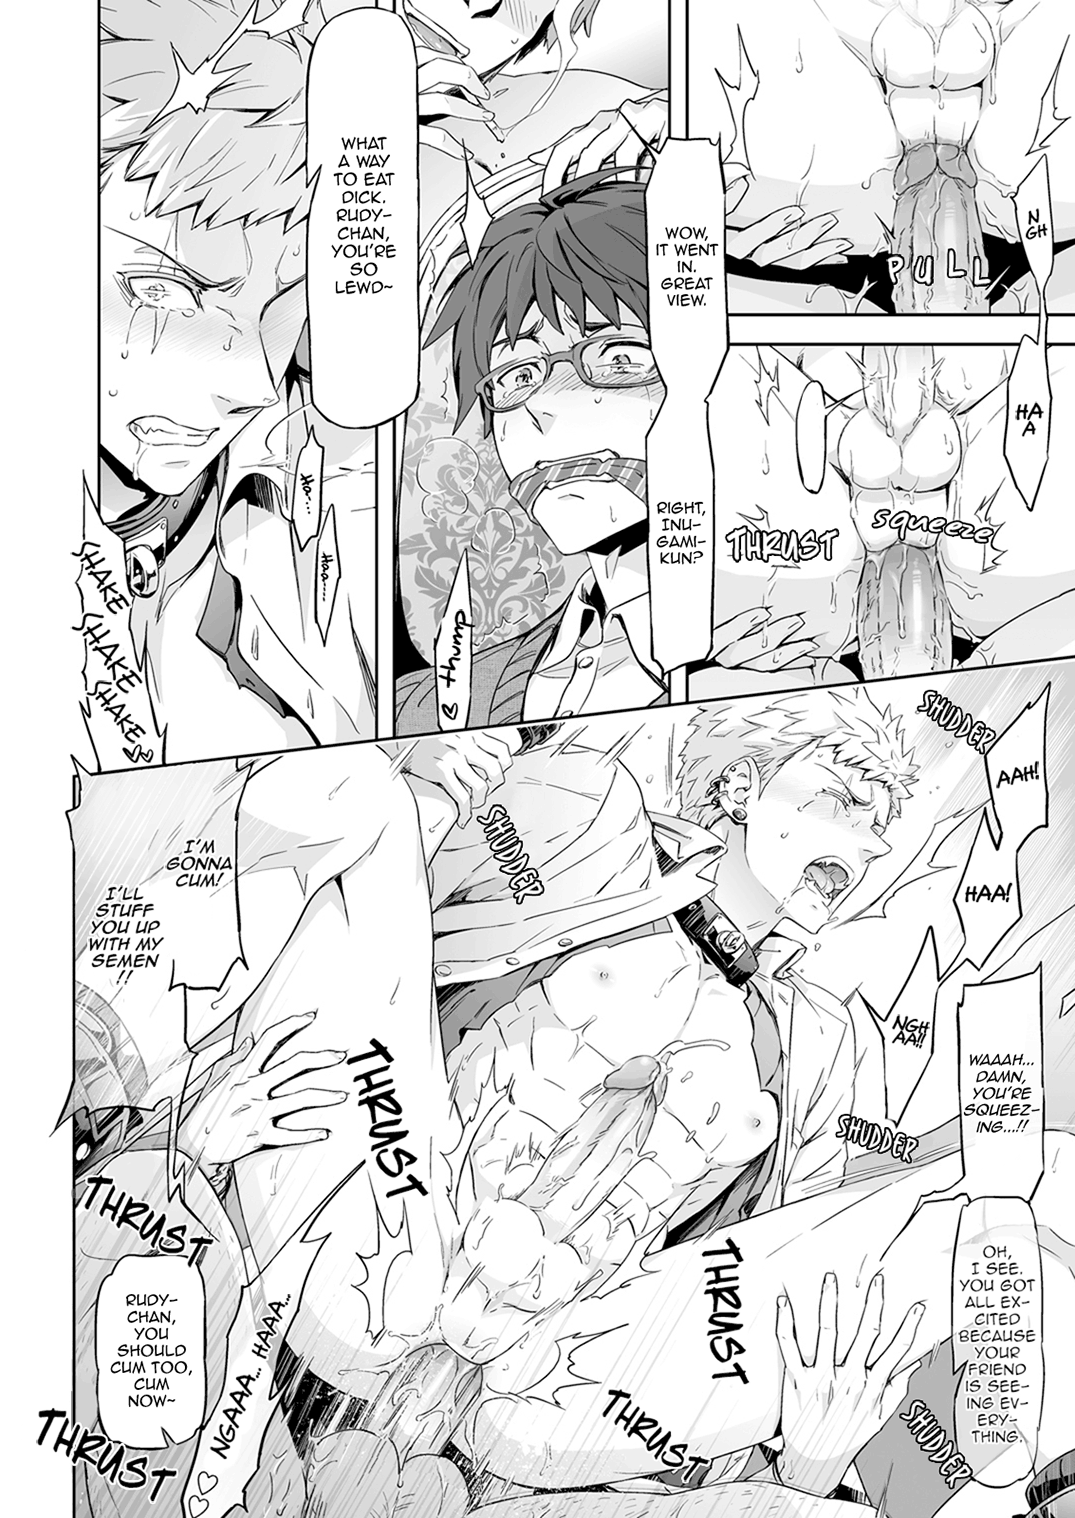 NGH
PULL
HA
A
THRUST
squeeze
WOW,
IT WENT
IN.
GREAT
VIEW.
RIGHT,
INU-
GAMI-
KUN?
thump
WHAT
A WAY
TO EAT
DICK.
RUDY-
CHAN,
YOU'RE
SO
LEWD~
Ha....
Haa.....
SHAKE
SHAKE
SHAKE
SHUDDER
AAH!
HAA!
SHUDDER
NGH
AA!!
WAAAH...
DAMN,
YOU'RE
SQUEEZ-
ING...!!
SHUDDER
OH,
I SEE.
YOU GOT
ALL EX-
CITED
BECAUSE
YOUR
FRIEND
IS SEE-
ING EV-
ERY-
THING.
SHUDDER
I'M
GONNA
CUM!
I'LL
STUFF
YOU UP
WITH MY
SEMEN
!!
THRUST
THRUST
THRUST
THRUST
NGAAA... HAAA...
RUDY-
CHAN,
YOU
SHOULD
CUM TOO,
CUM
NOW~
THRUST